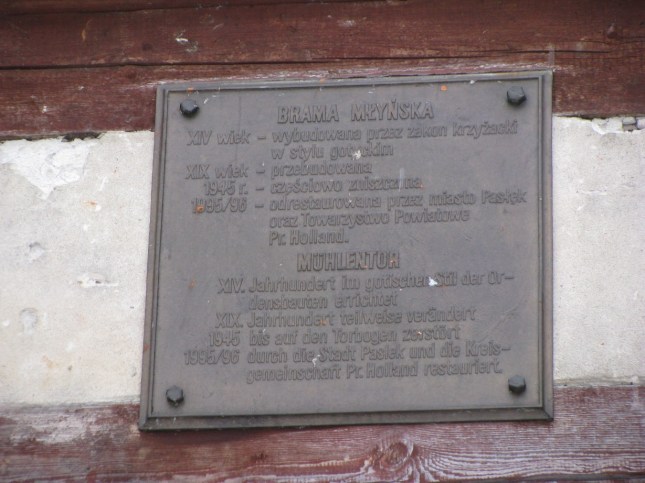 BRAMA MŁYŃSKA
XIV wiek – wybudowana przez zakon krzyżacki
w stylu gotyckim
XIX wiek – przebudowana
1945 r. – częściowo zniszczona
1995/96 – odrestaurowana przez miasto Pasłęk
oraz Towarzystwo Powiatowe
Pr. Holland.
MÜHLENTOR
XIV. Jahrhundert im gotischen Stil der Or-
densbauten errichtet
XIX. Jahrhundert teilweise verändert
1945 bis auf den Torbogen zerstört
1995/96 durch die Stadt Pasłęk und die Kreis-
gemeinschaft Pr. Holland restauriert.